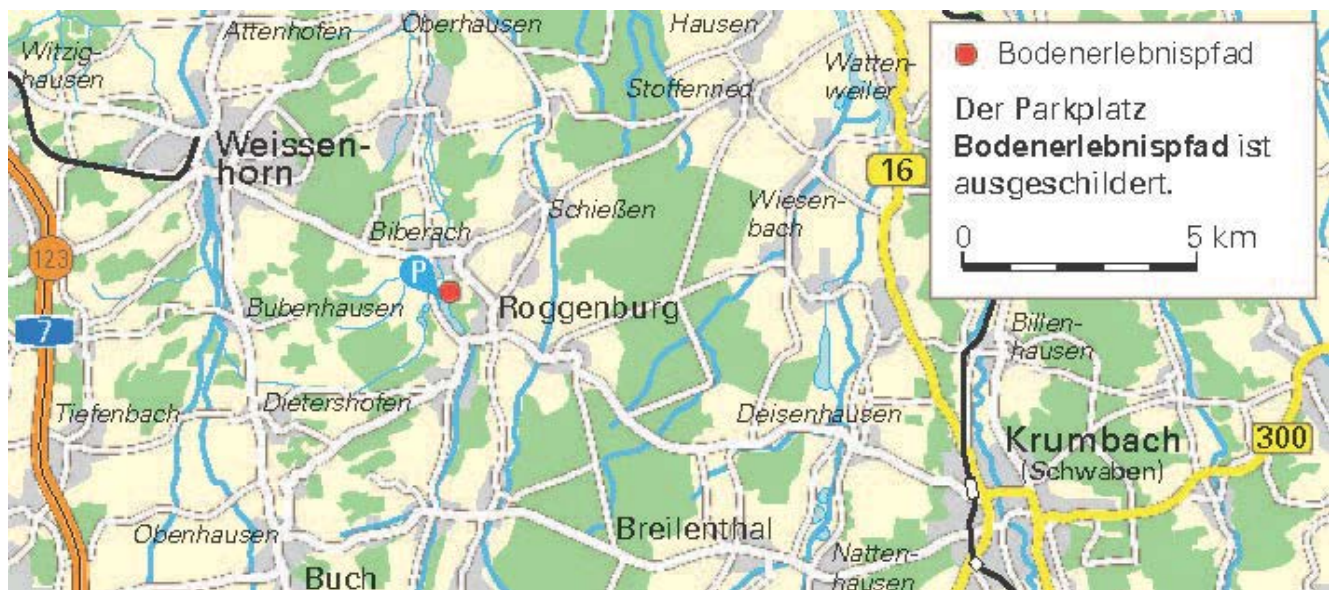 Oberhausen
Hausen
Attenhofen
Witzig-
hausen
Watten-
weiler
Stoffenried
Weissen-
horn
16
Schießen
Wiesen-
bach
Biberach
123
P
Bubenhausen
Roggenburg
7
Billen-
hausen
Tiefenbach
Dietershofen
Deisenhausen
Krumbach
(Schwaben)
300
Obenhausen
Breilenthal
Natten-
hausen
Buch
Bodenerlebnispfad
Der Parkplatz
Bodenerlebnispfad ist
ausgeschildert.
0 5 km